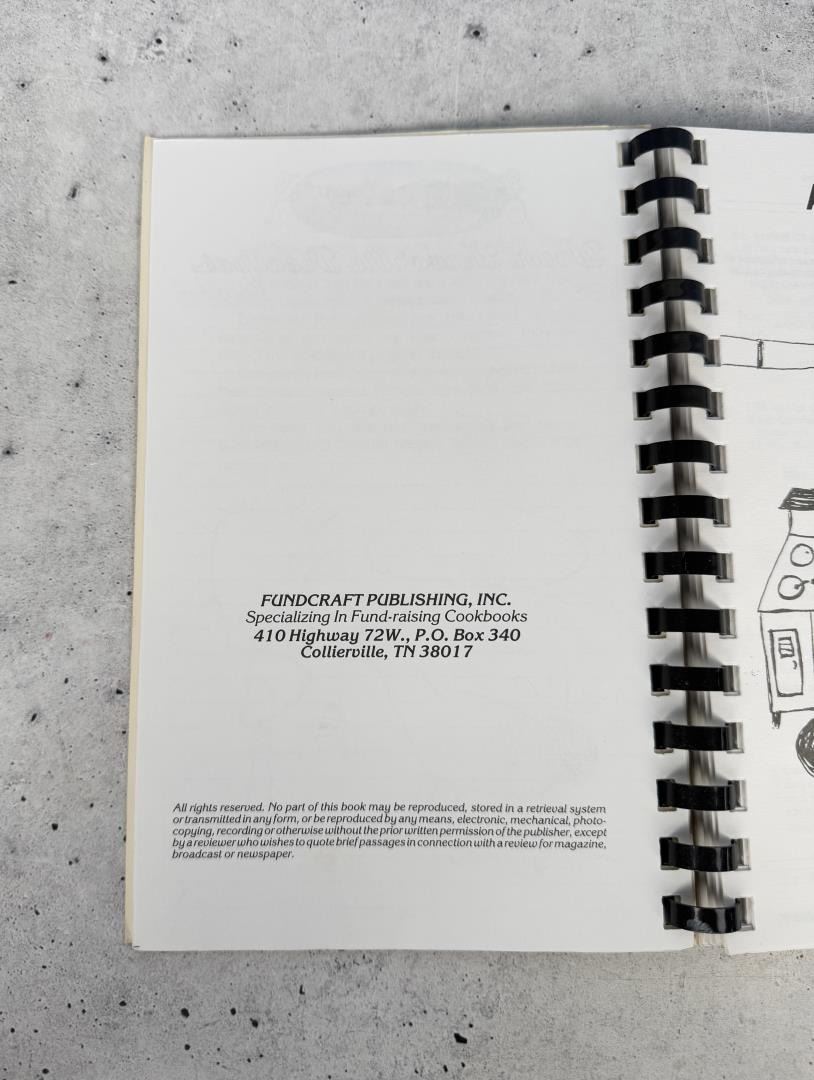 FUNDCRAFT PUBLISHING, INC.
Specializing In Fund-raising Cookbooks
410 Highway 72W., P.O. Box 340
Collierville, TN 38017
All rights reserved. No part of this book may be reproduced, stored in a retrieval system
or transmitted in any form, or be reproduced by any means, electronic, mechanical, photo-
copying, recording or otherwise without the prior written permission of the publisher, except
by a reviewer who wishes to quote brief passages in connection with a review for magazine,
broadcast or newspaper.